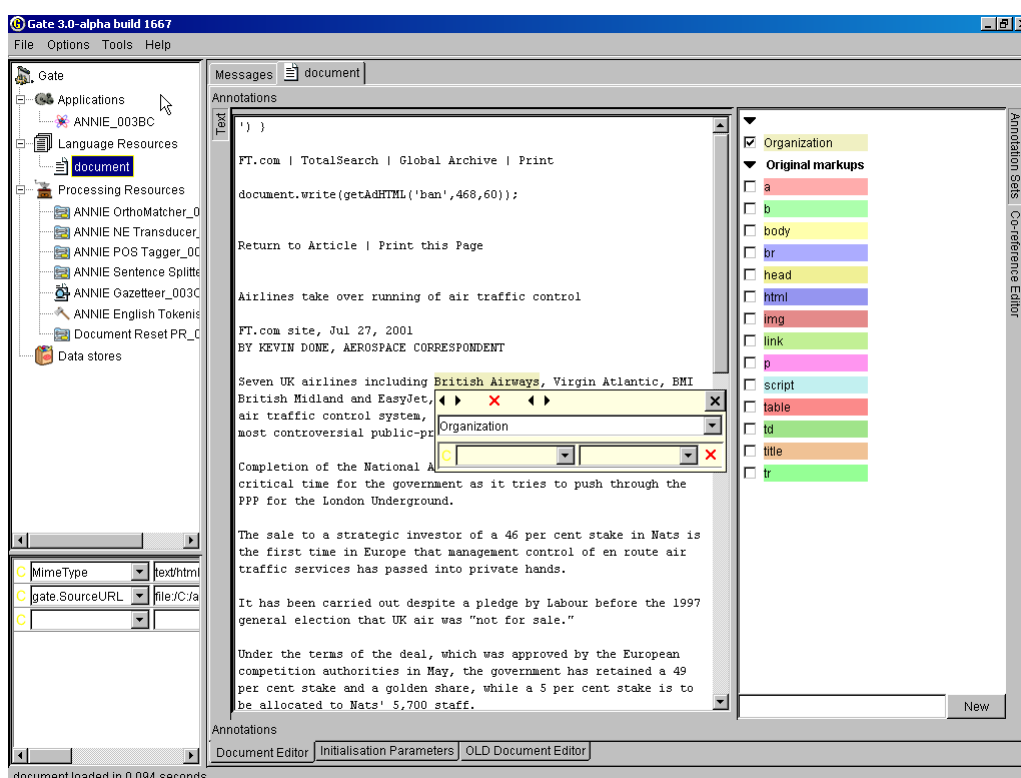 Gate 3.0-alpha build 1667
File Options Tools Help
Gate
Applications
ANNIE_003BC
Language Resources
document
Processing Resources
ANNIE OrthoMatcher_0
ANNIE NE Transducer_
ANNIE POS Tagger_00
ANNIE Sentence Splitte
ANNIE Gazetteer_003C
ANNIE English Tokenis
Document Reset PR_0
Data stores
C MimeType text/html
C gate.SourceURL file:/C:/a
C
document loaded in 0.094 seconds
Messages document
Annotations
Text
') }
FT.com | TotalSearch | Global Archive | Print
document.write(getAdHTML('ban',468,60));
Return to Article | Print this Page
Airlines take over running of air traffic control
FT.com site, Jul 27, 2001
BY KEVIN DONE, AEROSPACE CORRESPONDENT
Seven UK airlines including British Airways, Virgin Atlantic, BMI
British Midland and EasyJet,
air traffic control system,
most controversial public-pr
Organization
C
Completion of the National A
critical time for the government as it tries to push through the
PPP for the London Underground.
The sale to a strategic investor of a 46 per cent stake in Nats is
the first time in Europe that management control of en route air
traffic services has passed into private hands.
It has been carried out despite a pledge by Labour before the 1997
general election that UK air was "not for sale."
Under the terms of the deal, which was approved by the European
competition authorities in May, the government has retained a 49
per cent stake and a golden share, while a 5 per cent stake is to
be allocated to Nats' 5,700 staff.
Annotations
Document Editor Initialisation Parameters OLD Document Editor
Organization
Original markups
a
b
body
br
head
html
img
link
p
script
table
td
title
tr
New
Annotation Sets
Co-reference Editor